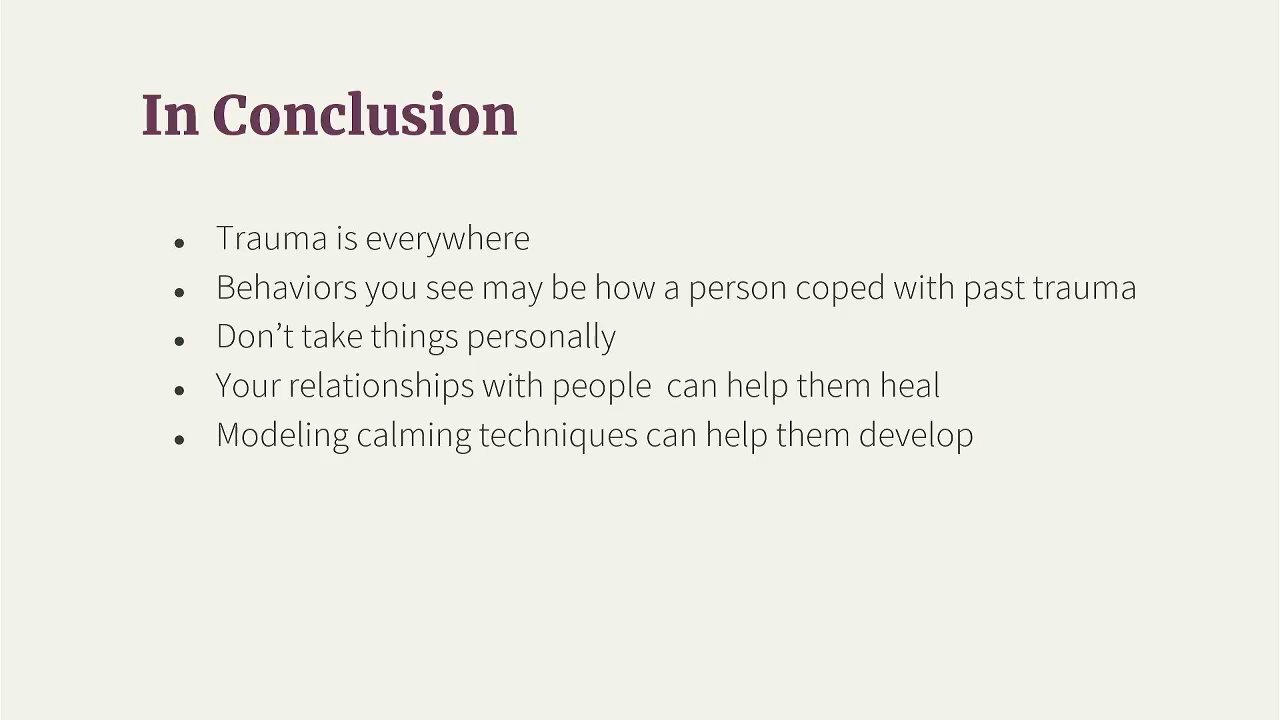 In Conclusion
• Trauma is everywhere
• Behaviors you see may be how a person coped with past trauma
• Don’t take things personally
• Your relationships with people  can help them heal
• Modeling calming techniques can help them develop